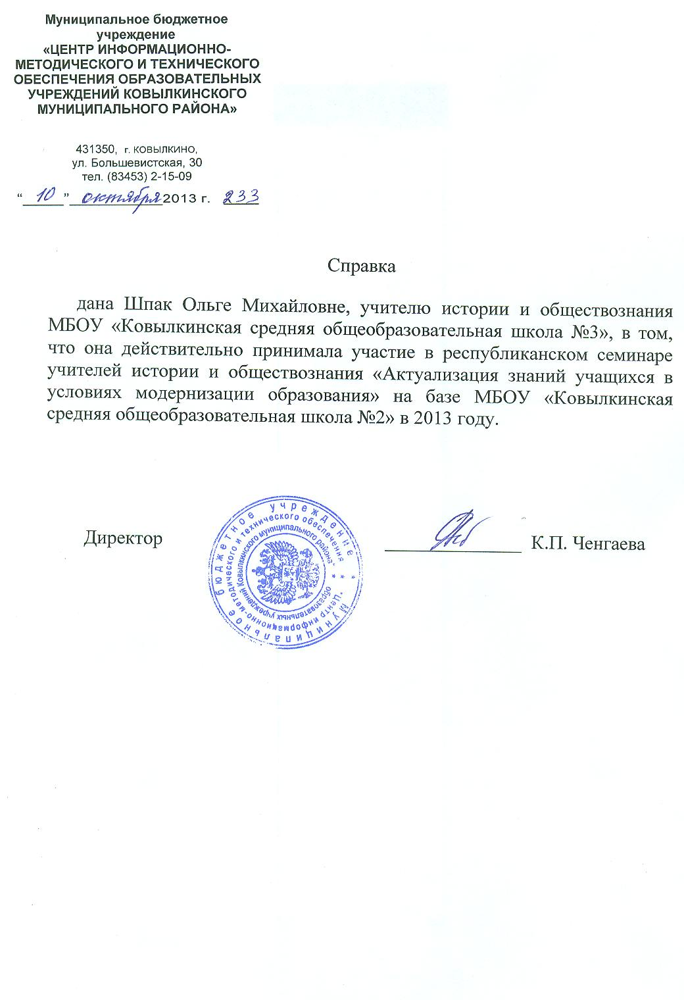 Муниципальное бюджетное
учреждение
«ЦЕНТР ИНФОРМАЦИОННО-
МЕТОДИЧЕСКОГО И ТЕХНИЧЕСКОГО
ОБЕСПЕЧЕНИЯ ОБРАЗОВАТЕЛЬНЫХ
УЧРЕЖДЕНИЙ КОВЫЛКИНСКОГО
МУНИЦИПАЛЬНОГО РАЙОНА»
431350, г. КОВЫЛКИНО,
ул. Большевистская, 30
тел. (83453) 2-15-09
“ 10 ” октября 2013 г. 233
Справка
дана Шпак Ольге Михайловне, учителю истории и обществознания
МБОУ «Ковылкинская средняя общеобразовательная школа №3», в том,
что она действительно принимала участие в республиканском семинаре
учителей истории и обществознания «Актуализация знаний учащихся в
условиях модернизации образования» на базе МБОУ «Ковылкинская
средняя общеобразовательная школа №2» в 2013 году.
Директор К.П. Ченгаева
* Муниципальное бюджетное учреждение *
"Центр информационно-методического и технического обеспечения *
образовательных учреждений Ковылкинского муниципального района" *